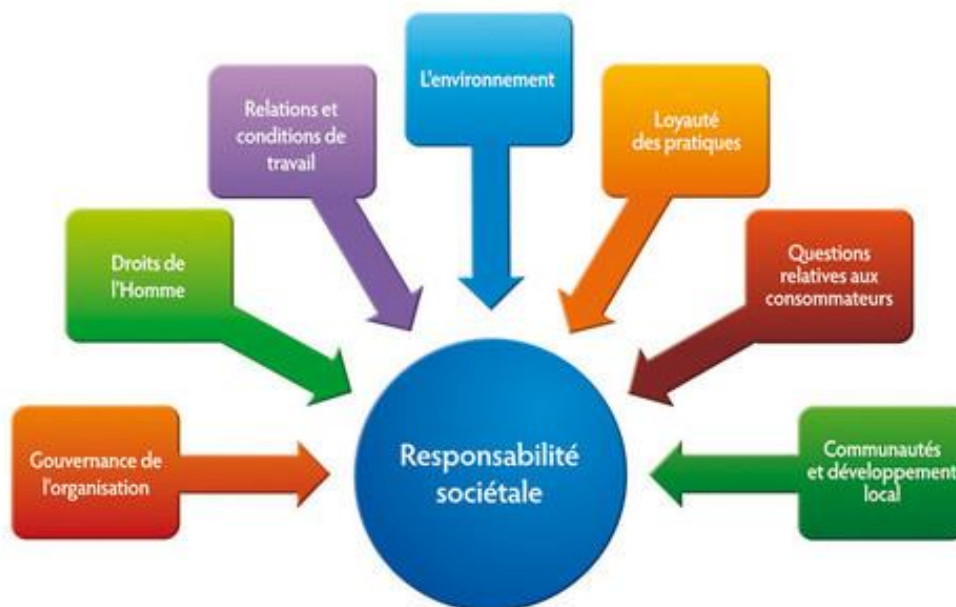 Gouvernance de
l'organisation
Droits de
l'Homme
Relations et
conditions de
travail
L'environnement
Loyauté
des pratiques
Questions
relatives aux
consommateurs
Communautés
et développement
local
Responsabilité
sociétale